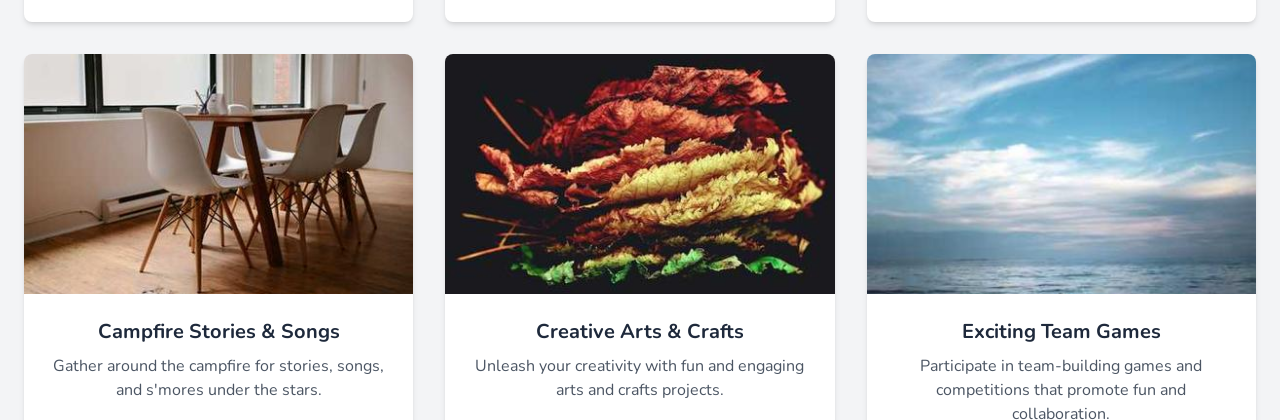 Campfire Stories & Songs
Gather around the campfire for stories, songs,
and s'mores under the stars.
Creative Arts & Crafts
Unleash your creativity with fun and engaging
arts and crafts projects.
Exciting Team Games
Participate in team-building games and
competitions that promote fun and
collaboration.